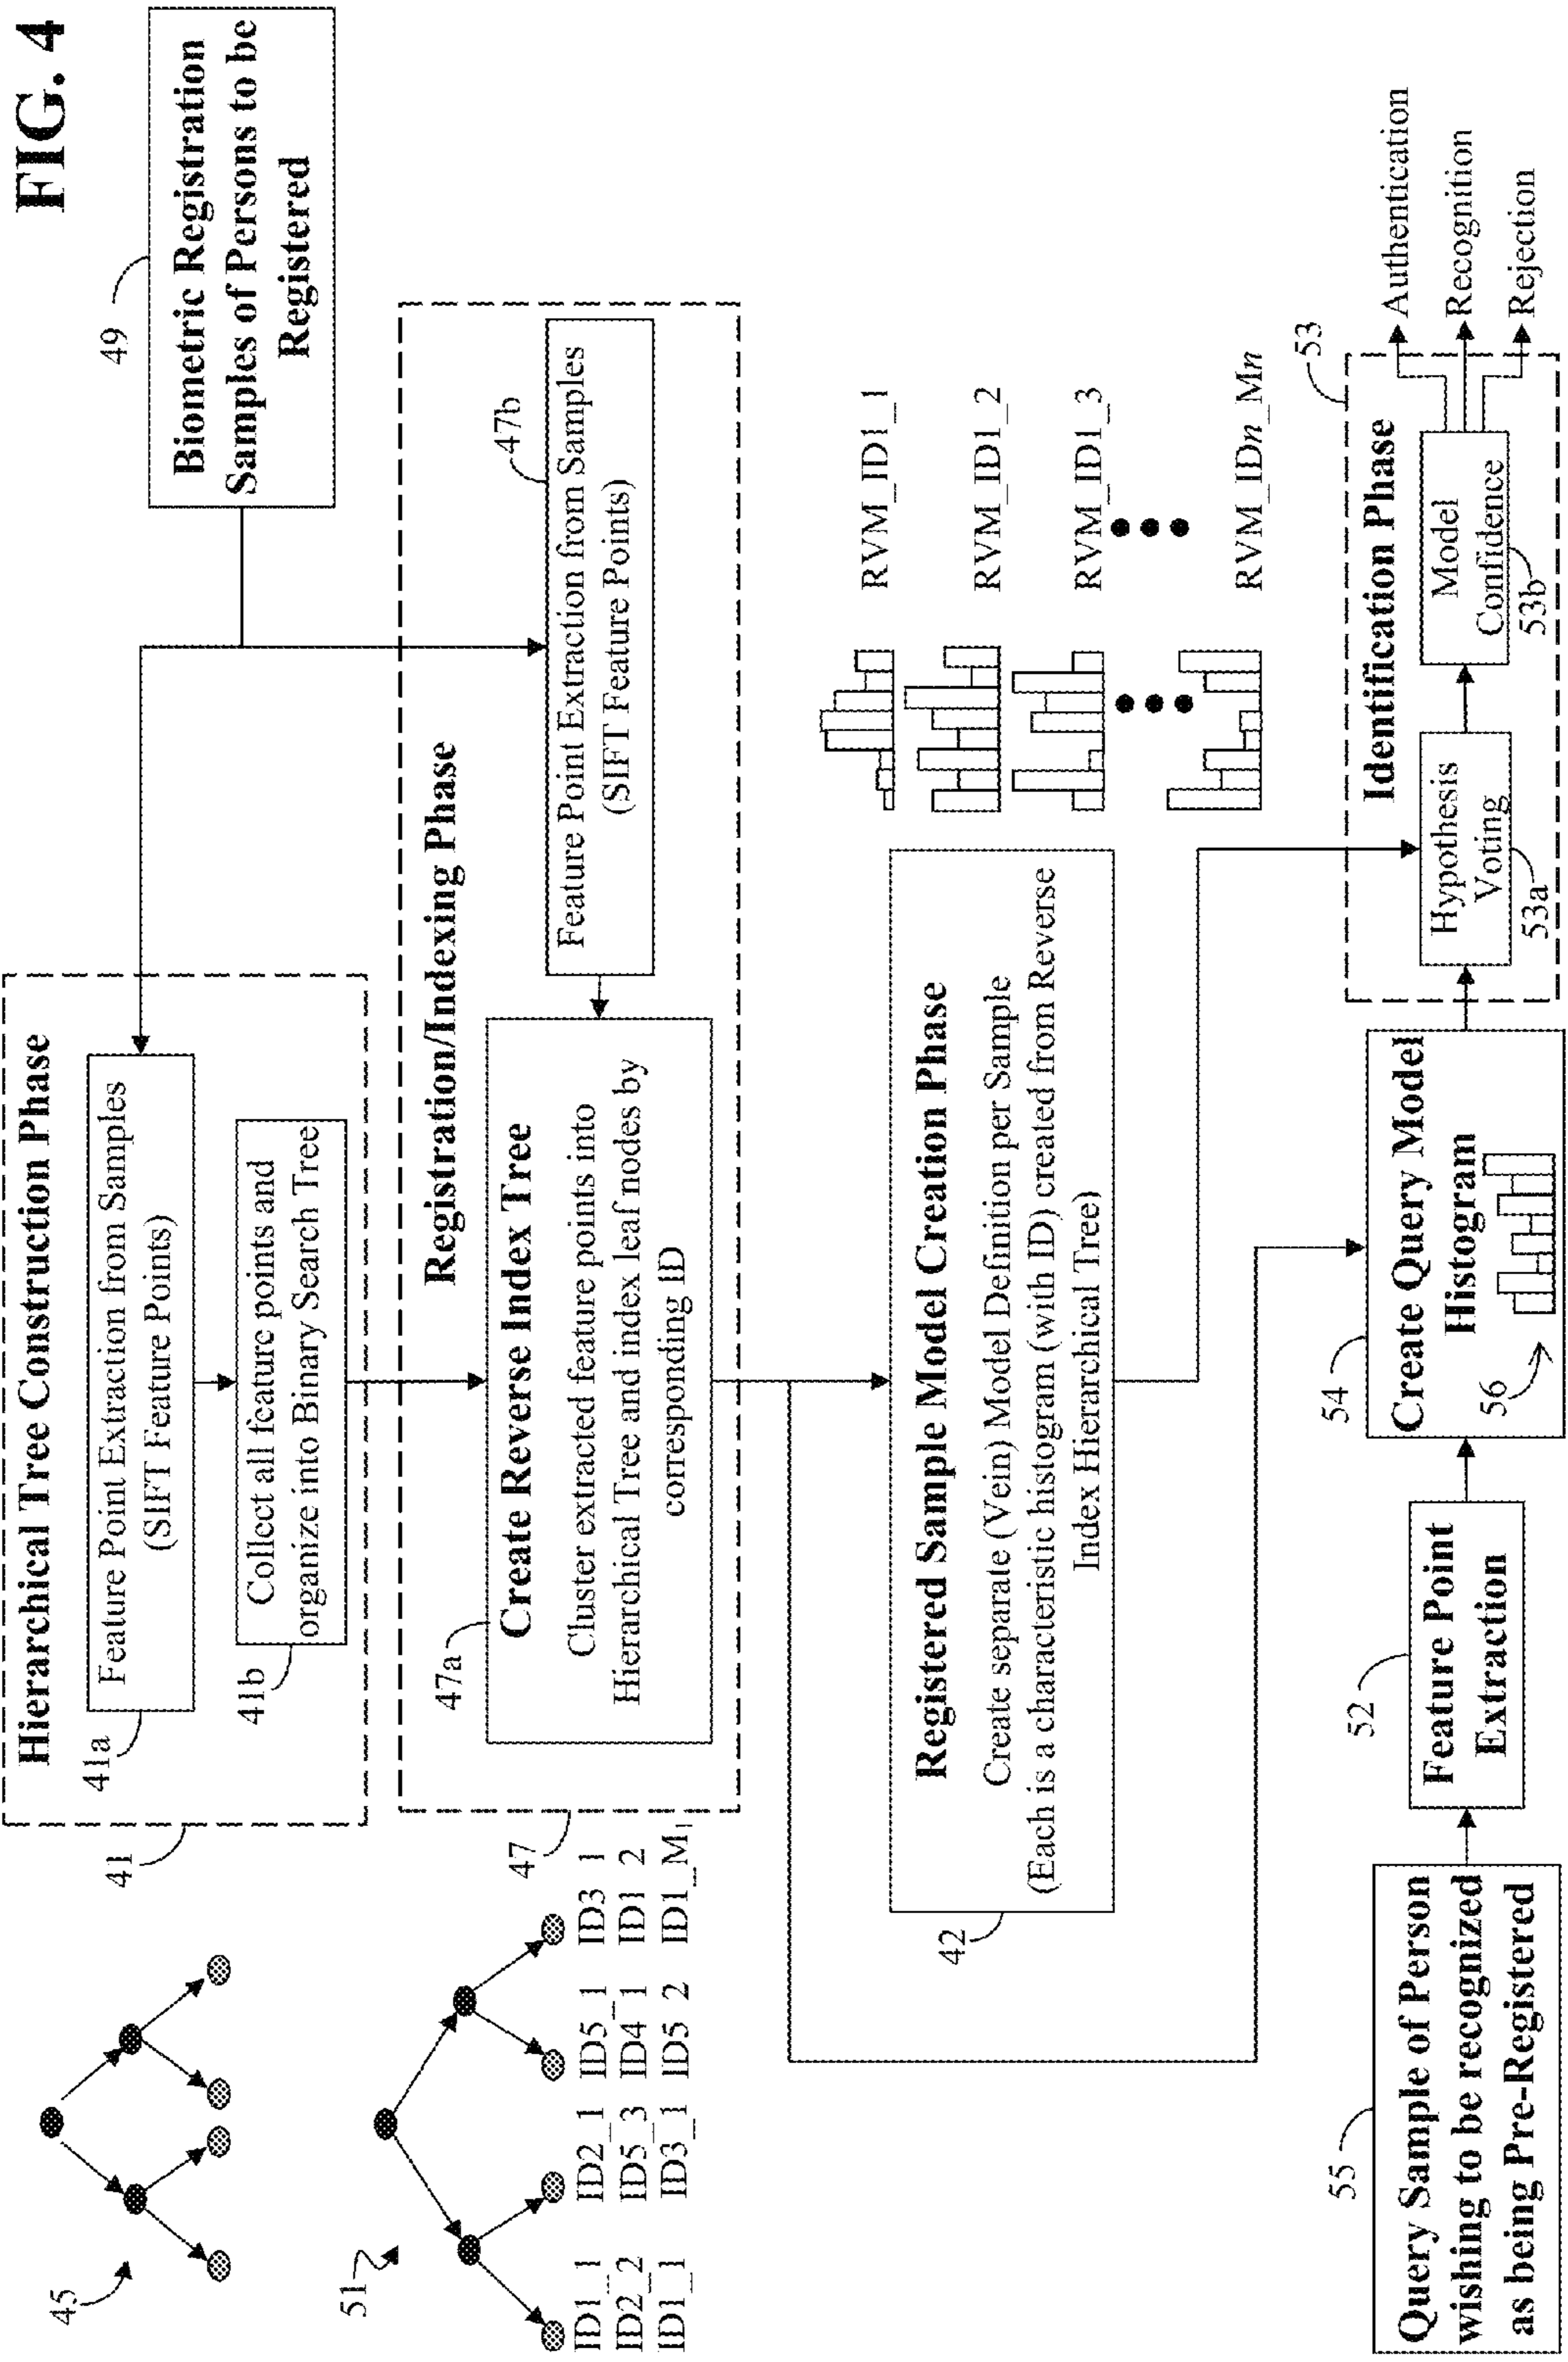 FIG. 4
45
41
Hierarchical Tree Construction Phase
41a
Feature Point Extraction from Samples
(SIFT Feature Points)
41b
Collect all feature points and
organize into Binary Search Tree
49
Biometric Registration
Samples of Persons to be
Registered
51
ID1_1
ID2_2
ID1_1
ID2_1
ID5_3
ID3_1
ID5_1
ID4_1
ID5_2
ID3_1
ID1_2
ID1_M1
47
Registration/Indexing Phase
47a
Create Reverse Index Tree
Cluster extracted feature points into
Hierarchical Tree and index leaf nodes by
corresponding ID
47b
Feature Point Extraction from Samples
(SIFT Feature Points)
42
Registered Sample Model Creation Phase
Create separate (Vein) Model Definition per Sample
(Each is a characteristic histogram (with ID) created from Reverse
Index Hierarchical Tree)
RVM_ID1_1
RVM_ID1_2
RVM_ID1_3
RVM_IDn_Mn
55
Query Sample of Person
wishing to be recognized
as being Pre-Registered
52
Feature Point
Extraction
54
Create Query Model
Histogram
56
53
Identification Phase
Hypothesis
Voting
53a
Model
Confidence
53b
Authentication
Recognition
Rejection